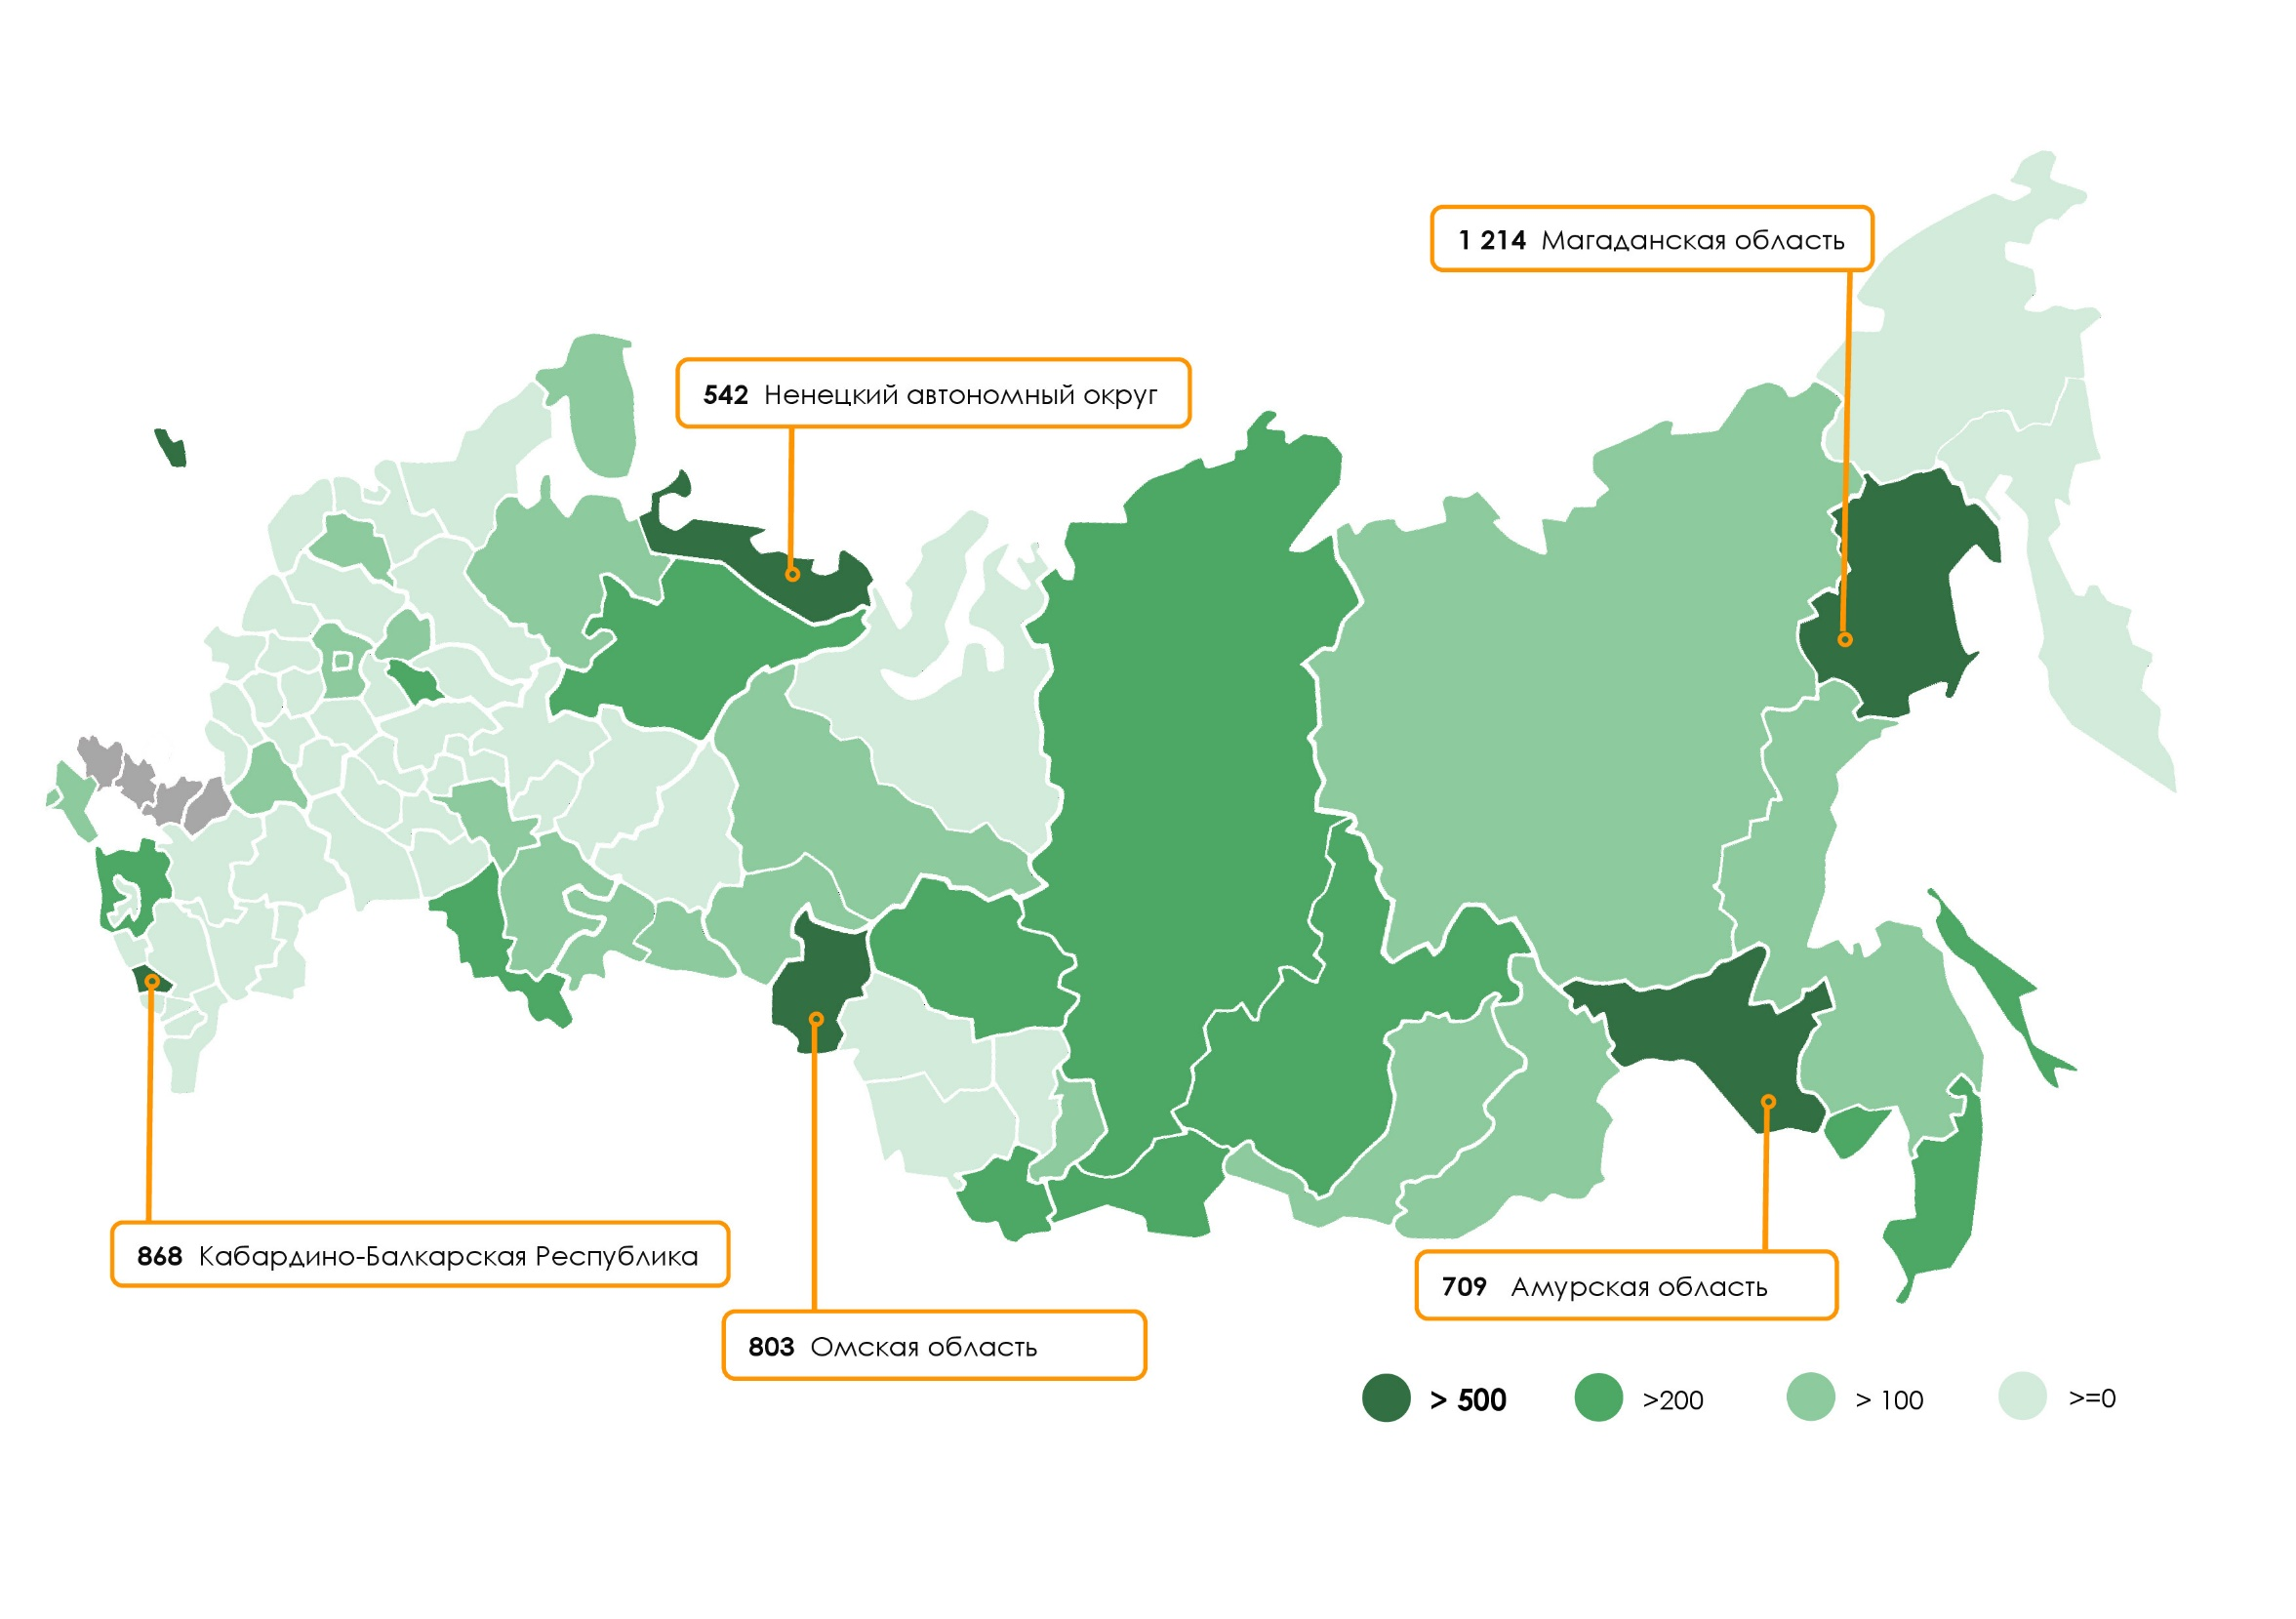 1 214 Магаданская область
542 Ненецкий автономный округ
868 Кабардино-Балкарская Республика
709 Амурская область
803 Омская область
> 500 >200 > 100 >=0